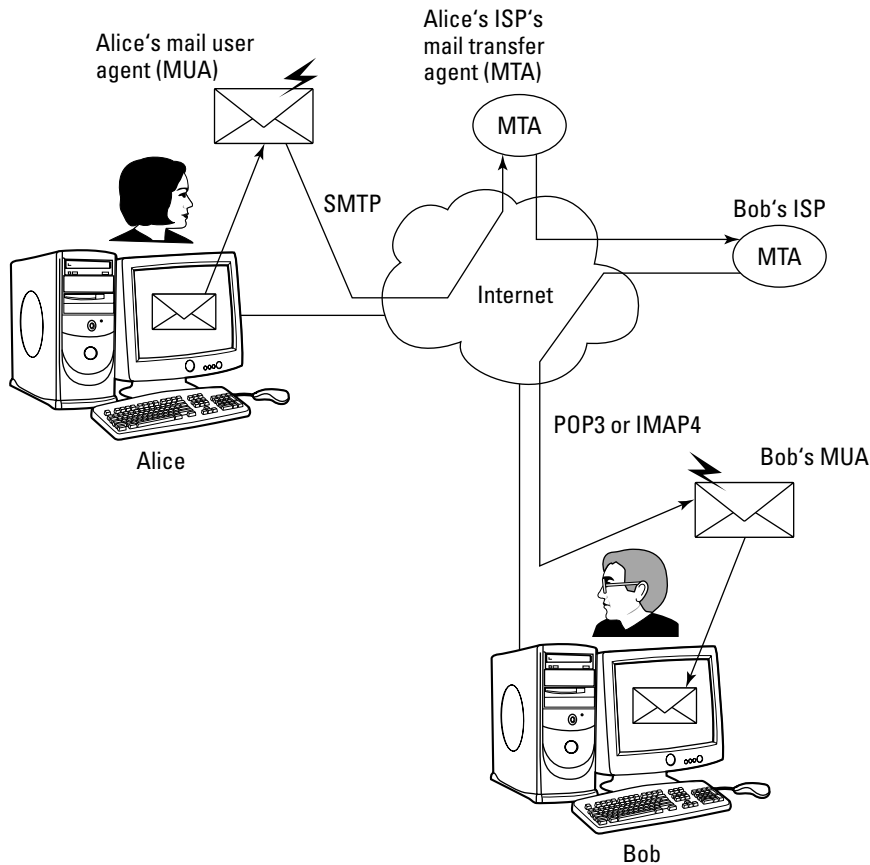 Alice‘s mail user
agent (MUA)
Alice‘s ISP‘s
mail transfer
agent (MTA)
MTA
SMTP
Bob‘s ISP
MTA
Internet
POP3 or IMAP4
Bob‘s MUA
Alice
Bob